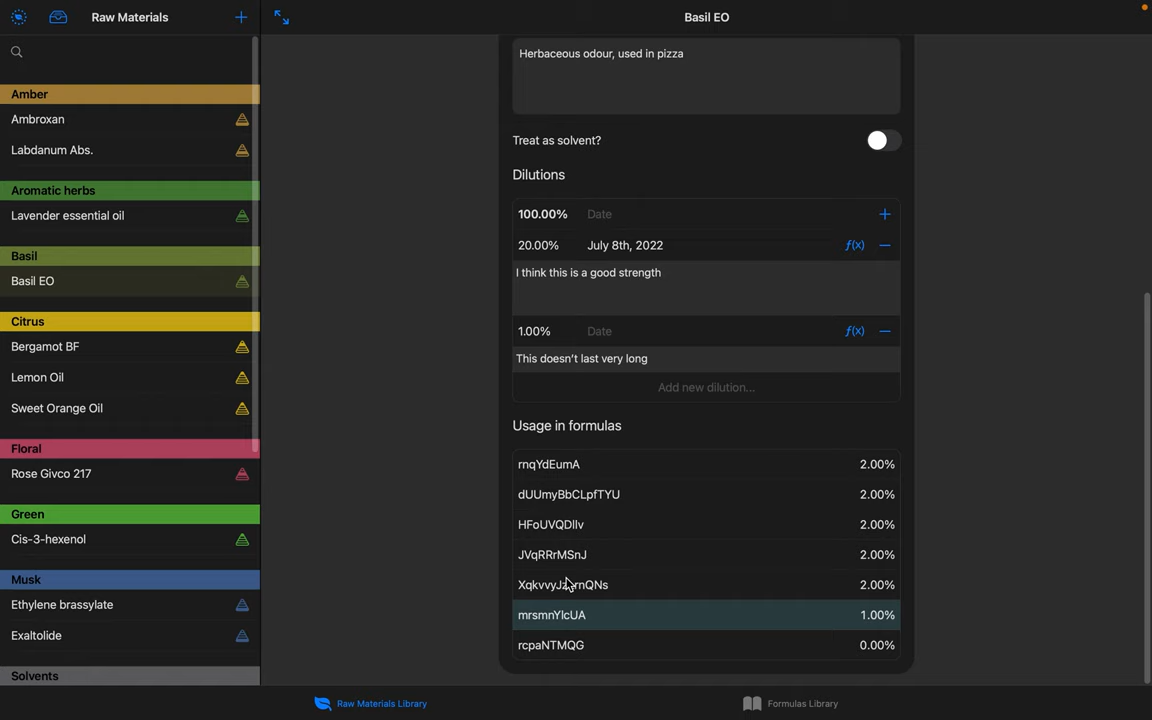 Raw Materials
Basil EO
Amber
Ambroxan
Labdanum Abs.
Aromatic herbs
Lavender essential oil
Basil
Basil EO
Citrus
Bergamot BF
Lemon Oil
Sweet Orange Oil
Floral
Rose Givco 217
Green
Cis-3-hexenol
Musk
Ethylene brassylate
Exaltolide
Solvents
Herbaceous odour, used in pizza
Treat as solvent?
Dilutions
100.00% Date
20.00% July 8th, 2022 f(x)
I think this is a good strength
1.00% Date f(x)
This doesn't last very long
Add new dilution...
Usage in formulas
rnqYdEumA 2.00%
dUUmyBbCLpfTYU 2.00%
2.00%
JVqRRrMSnJ 2.00%
2.00%
1.00%
rcpaNTMQG 0.00%
Raw Materials Library
Formulas Library